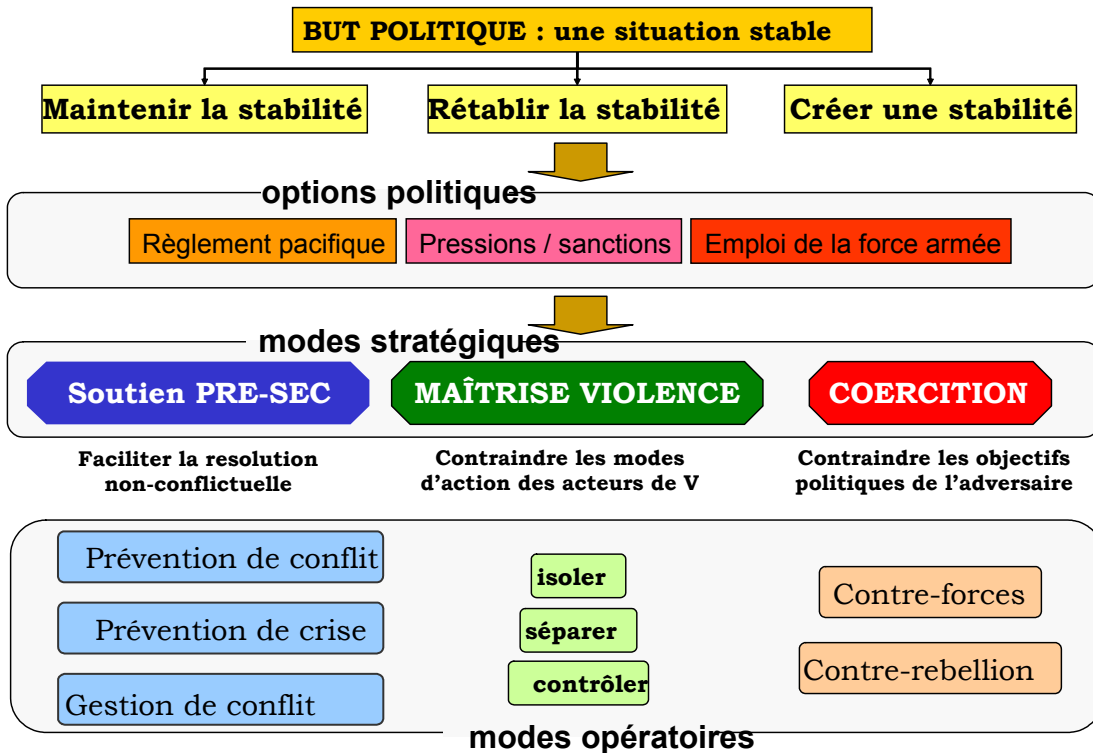 BUT POLITIQUE : une situation stable
Maintenir la stabilité
Rétablir la stabilité
Créer une stabilité
options politiques
Règlement pacifique
Pressions / sanctions
Emploi de la force armée
modes stratégiques
Soutien PRE-SEC
MAÎTRISE VIOLENCE
COERCITION
Faciliter la resolution
non-conflictuelle
Contraindre les modes
d’action des acteurs de V
Contraindre les objectifs
politiques de l’adversaire
Prévention de conflit
Prévention de crise
Gestion de conflit
isoler
séparer
contrôler
Contre-forces
Contre-rebellion
modes opératoires